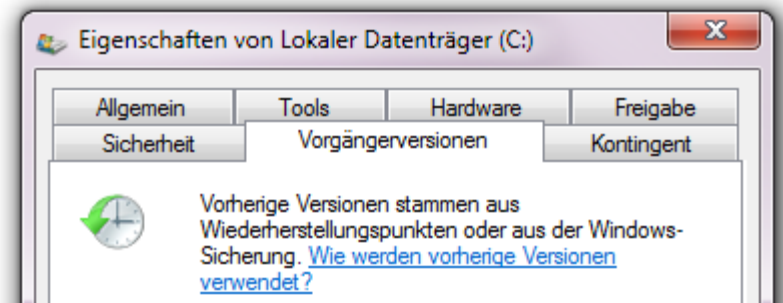 Eigenschaften von Lokaler Datenträger (C:)
Allgemein Tools Hardware Freigabe
Sicherheit Vorgängerversionen Kontingent
Vorherige Versionen stammen aus
Wiederherstellungspunkten oder aus der Windows-
Sicherung. Wie werden vorherige Versionen
verwendet?